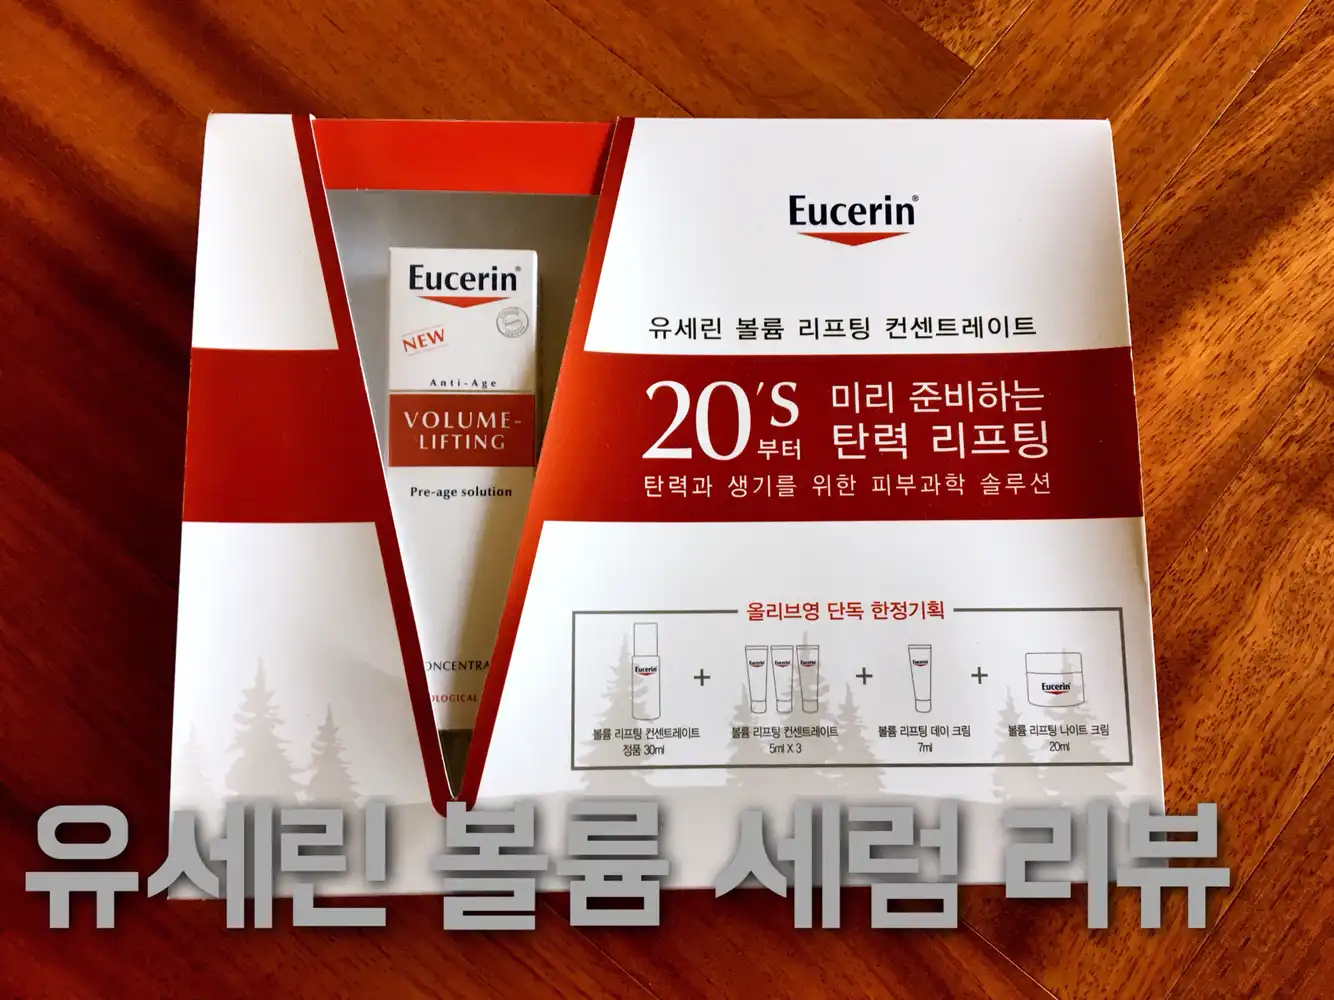 Eucerin®
NEW
Anti-Age
VOLUME-
LIFTING
Pre-age solution
Eucerin®
유세린 볼륨 리프팅 컨센트레이트
20'S 부터
미리 준비하는
탄력 리프팅
탄력과 생기를 위한 피부과학 솔루션
올리브영 단독 한정기획
Eucerin
볼륨 리프팅 컨센트레이트
정품 30ml
+
Eucerin Eucerin Eucerin
볼륨 리프팅 컨센트레이트
5ml X 3
+
Eucerin
볼륨 리프팅 데이 크림
7ml
+
Eucerin
볼륨 리프팅 나이트 크림
20ml
유세린 볼륨 세럼 리뷰